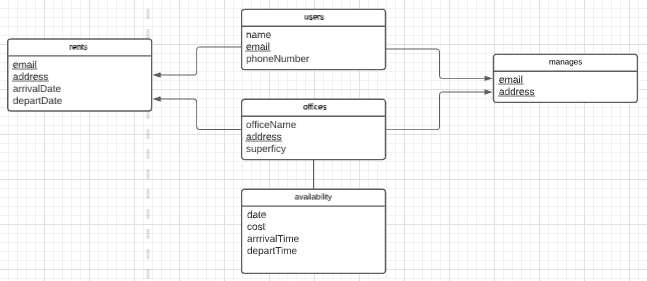 users
name
email
phoneNumber
rents
email
address
arrivalDate
departDate
manages
email
address
offices
officeName
address
superficy
availability
date
cost
arrrivalTime
departTime